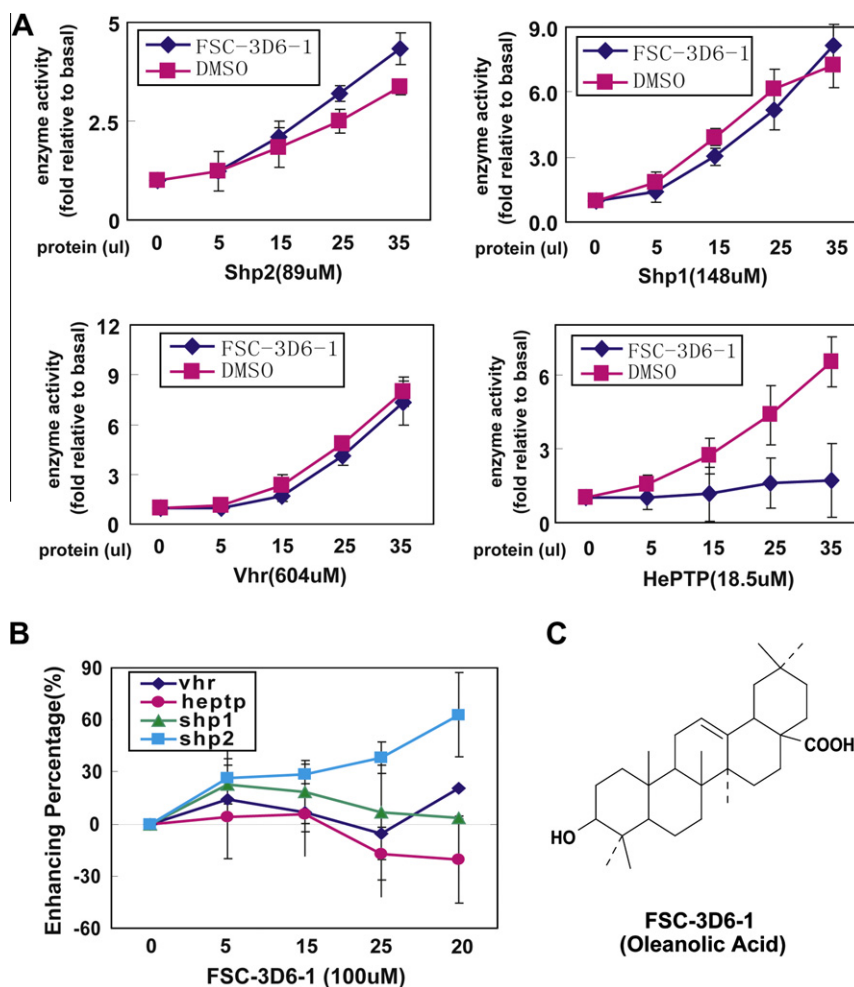 A
enzyme activity
(fold relative to basal)
5
2.5
0
FSC-3D6-1
DMSO
0 5 15 25 35
protein (ul)
Shp2(89uM)
enzyme activity
(fold relative to basal)
9.0
6.0
3.0
0.0
FSC-3D6-1
DMSO
0 5 15 25 35
protein (ul)
Shp1(148uM)
enzyme activity
(fold relative to basal)
12
9
6
3
0
FSC-3D6-1
DMSO
0 5 15 25 35
protein (ul)
Vhr(604uM)
enzyme activity
(fold relative to basal)
6
3
0
FSC-3D6-1
DMSO
0 5 15 25 35
protein (ul)
HePTP(18.5uM)
B
Enhancing Percentage(%)
90
60
30
0
-30
-60
vhr
heptp
shp1
shp2
0 5 15 25 20
FSC-3D6-1 (100uM)
C
COOH
HO
FSC-3D6-1
(Oleanolic Acid)